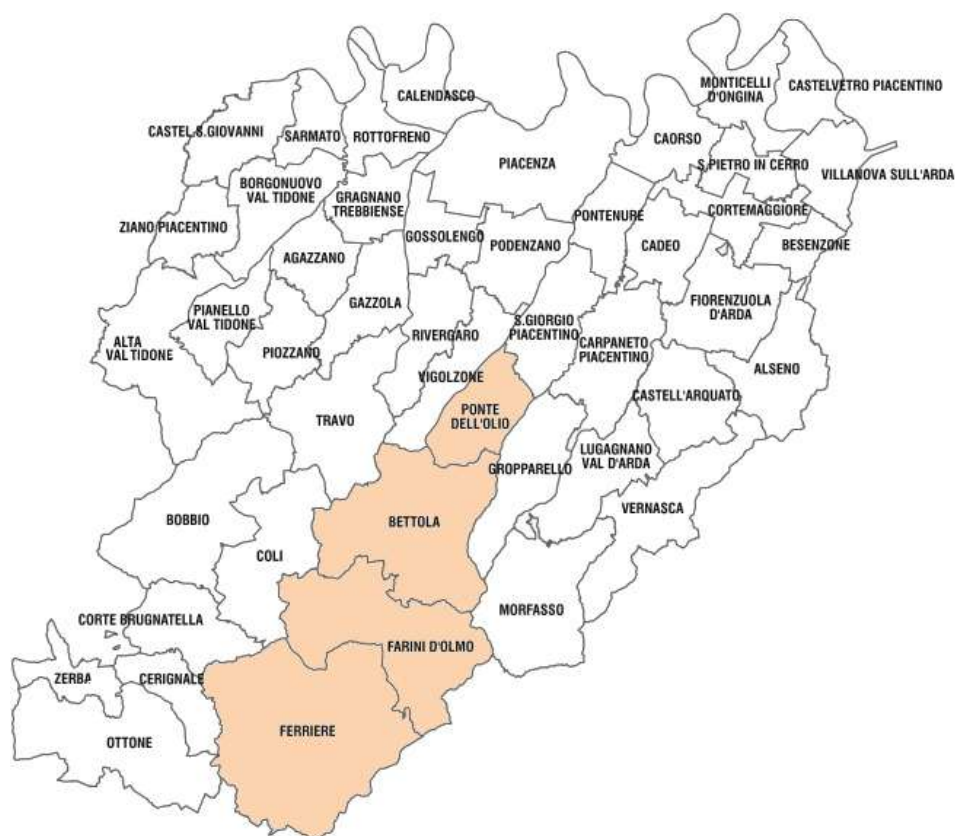 CALENDASCO
MONTICELLI
D'ONGINA
CASTELVETRO PIACENTINO
CASTEL S.GIOVANNI
SARMATO
ROTTOFRENO
CAORSO
PIACENZA
S.PIETRO IN CERRO
VILLANOVA SULL'ARDA
BORGONUOVO
VAL TIDONE
GRAGNANO
TREBBIENSE
ZIANO PIACENTINO
PONTENURE
CORTEMAGGIORE
GOSSOLENGO
PODENZANO
CADEO
BESENZONE
AGAZZANO
GAZZOLA
FIORENZUOLA
D'ARDA
PIANELLO
VAL TIDONE
S.GIORGIO
PIACENTINO
ALTA
VAL TIDONE
RIVERGARO
CARPANETO
PIACENTINO
PIOZZANO
ALSENO
VIGOLZONE
CASTELL'ARQUATO
PONTE
DELL'OLIO
TRAVO
LUGAGNANO
VAL D'ARDA
GROPPARELLO
VERNASCA
BOBBIO
BETTOLA
COLI
MORFASSO
CORTE BRUGNATELLA
FARINI D'OLMO
ZERBA
CERIGNALE
FERRIERE
OTTONE